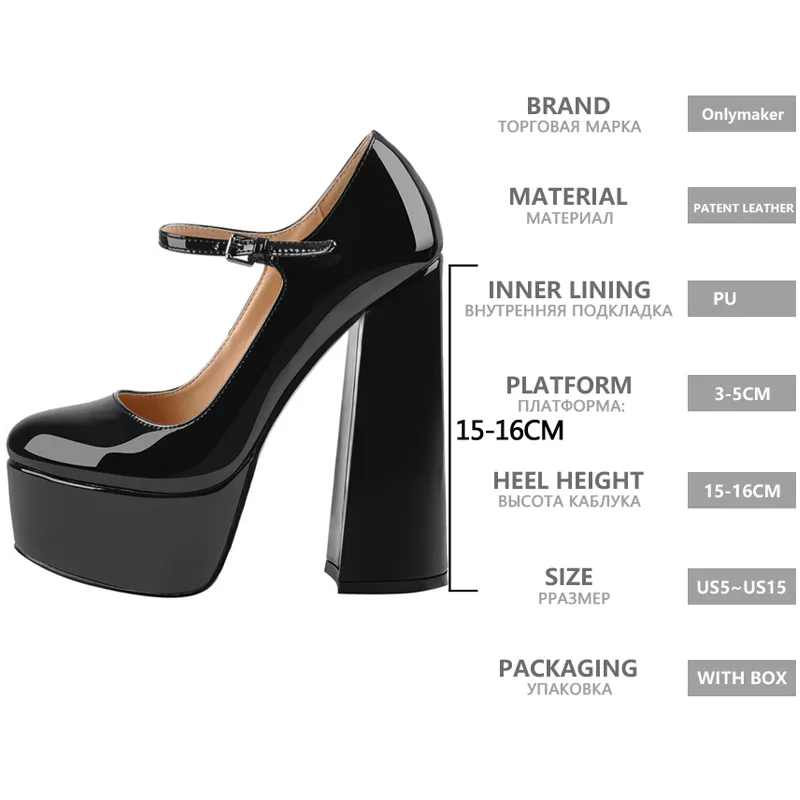 BRAND
ТОРГОВАЯ МАРКА
Onlymaker
MATERIAL
МАТЕРИАЛ
PATENT LEATHER
INNER LINING
ВНУТРЕННЯЯ ПОДКЛАДКА
PU
PLATFORM
ПЛАТФОРМА:
3-5CM
15-16CM
HEEL HEIGHT
ВЫСОТА КАБЛУКА
15-16CM
SIZE
РРАЗМЕР
US5~US15
PACKAGING
УПАКОВКА
WITH BOX